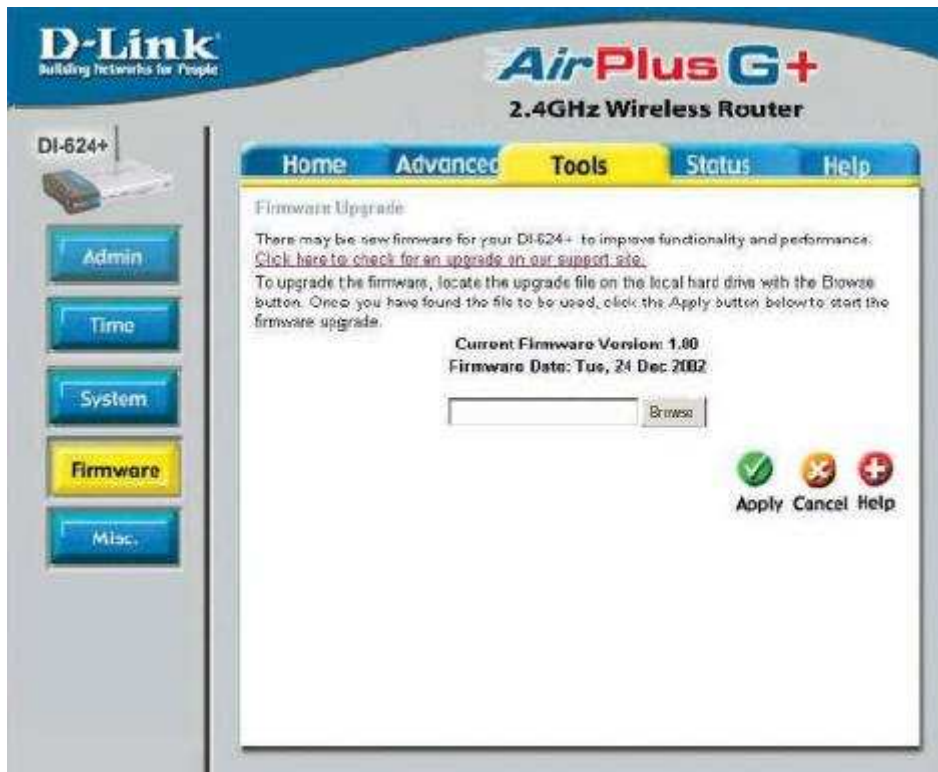 D-Link
Building Networks for People
AirPlus G+
2.4GHz Wireless Router
DI-624+
Home Advanced Tools Status Help
Admin
Time
System
Firmware
Misc.
Firmware Upgrade
There may be new firmware for your DI-624+ to improve functionality and performance.
Click here to check for an upgrade on our support site.
To upgrade the firmware, locate the upgrade file on the local hard drive with the Browse
button. Once you have found the file to be used, click the Apply button below to start the
firmware upgrade.
Current Firmware Version: 1.00
Firmware Date: Tue, 24 Dec 2002
Browse
Apply Cancel Help